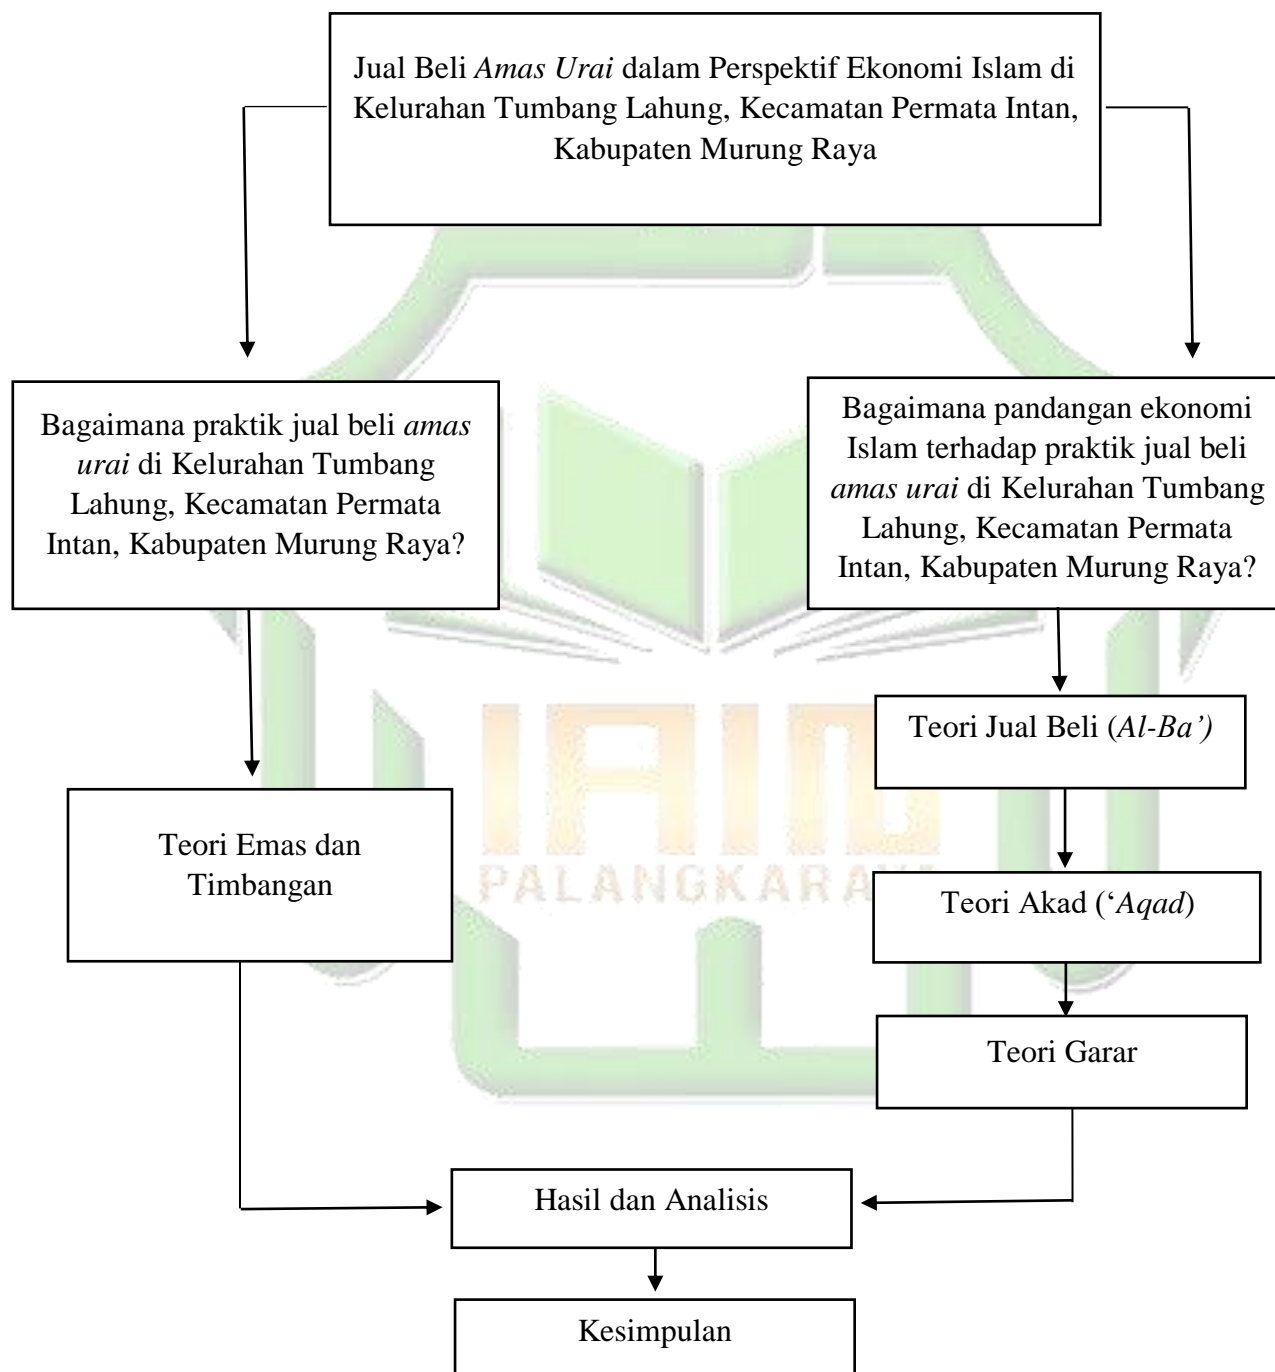 Jual Beli Amas Urai dalam Perspektif Ekonomi Islam di
Kelurahan Tumbang Lahung, Kecamatan Permata Intan,
Kabupaten Murung Raya
Bagaimana praktik jual beli amas
urai di Kelurahan Tumbang
Lahung, Kecamatan Permata
Intan, Kabupaten Murung Raya?
Bagaimana pandangan ekonomi
Islam terhadap praktik jual beli
amas urai di Kelurahan Tumbang
Lahung, Kecamatan Permata
Intan, Kabupaten Murung Raya?
Teori Emas dan
Timbangan
Teori Jual Beli (Al-Ba’)
Teori Akad (‘Aqad)
Teori Garar
IAIN
PALANGKARAYA
Hasil dan Analisis
Kesimpulan